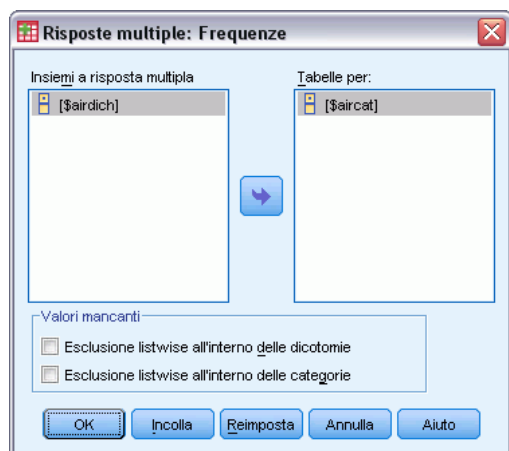 Risposte multiple: Frequenze
Insiemi a risposta multipla
Tabelle per:
[$airdich]
[$aircat]
Valori mancanti
Esclusione listwise all'interno delle dicotomie
Esclusione listwise all'interno delle categorie
OK Incolla Reimposta Annulla Aiuto